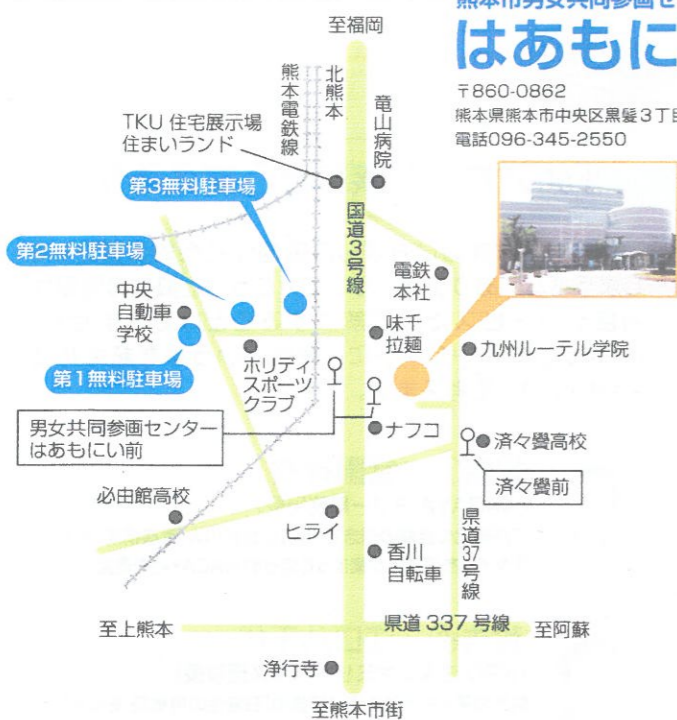 至福岡
熊本市男女共同参画セ
はあもに
〒860-0862
熊本県熊本市中央区黒髪3丁目
電話096-345-2550
熊本電鉄線
北熊本
竜山病院
TKU 住宅展示場
住まいランド
第3無料駐車場
国道3号線
第2無料駐車場
電鉄
本社
中央
自動車
学校
味千
拉麺
九州ルーテル学院
第1無料駐車場
ホリディ
スポーツ
クラブ
男女共同参画センター
はあもにい前
ナフコ
済々黌高校
済々黌前
必由館高校
ヒライ
県道37号線
香川
自転車
至上熊本
県道 337 号線
至阿蘇
浄行寺
至熊本市街